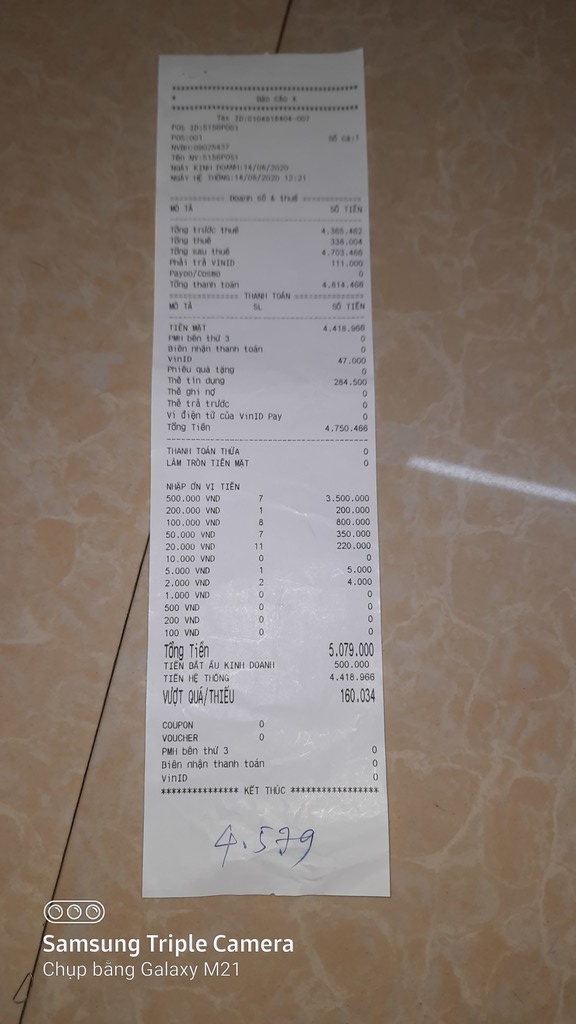 ****************************************
* BÁO CÁO X
****************************************
Tax ID:0104918404-007
POS ID:5156P001
POS:001 SỐ CA:1
NVBH:08025437
TÊN NV:5156POS1
NGÀY KINH DOANH:14/08/2020
NGÀY HỆ THỐNG:14/08/2020 12:21
============ Doanh số & thuế ============
MÔ TẢ SỐ TIỀN
Tổng trước thuế 4.365.462
Tổng thuế 338.004
Tổng sau thuế 4.703.466
Phải trả VINID 111.000
Payoo/Cosmo 0
Tổng thanh toán 4.814.466
============== THANH TOÁN ==============
MÔ TẢ SL SỐ TIỀN
TIỀN MẶT 4.418.966
PMH bên thứ 3 0
Biên nhận thanh toán 0
VinID 47.000
Phiếu quà tặng 0
Thẻ tín dụng 284.500
Thẻ ghi nợ 0
Thẻ trả trước 0
Ví điện tử của VinID Pay 0
Tổng Tiền 4.750.466
THANH TOÁN THỪA 0
LÀM TRÒN TIỀN MẶT 0
NHẬP ƠN VỊ TIỀN
500.000 VND 7 3.500.000
200.000 VND 1 200.000
100.000 VND 8 800.000
50.000 VND 7 350.000
20.000 VND 11 220.000
10.000 VND 0 0
5.000 VND 1 5.000
2.000 VND 2 4.000
1.000 VND 0 0
500 VND 0 0
200 VND 0 0
100 VND 0 0
Tổng Tiền 5.079.000
TIỀN BẮT ẦU KINH DOANH 500.000
TIỀN HỆ THỐNG 4.418.966
VƯỢT QUÁ/THIẾU 160.034
COUPON 0
VOUCHER 0
PMH bên thứ 3 0
Biên nhận thanh toán 0
VinID 0
*************** KẾT THÚC *****************
4.579
Samsung Triple Camera
Chụp bằng Galaxy M21